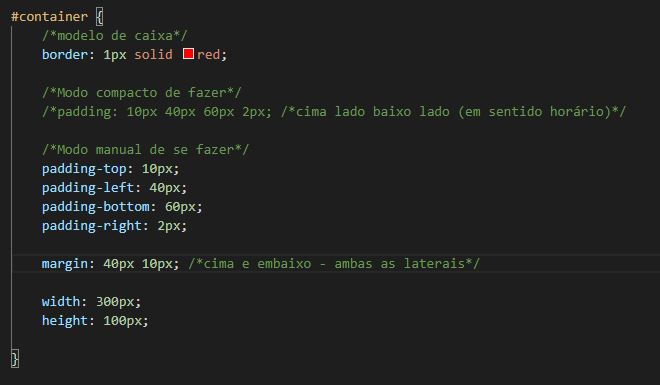 #container {
/*modelo de caixa*/
border: 1px solid red;
/*Modo compacto de fazer*/
/*padding: 10px 40px 60px 2px; /*cima lado baixo lado (em sentido horário)*/
/*Modo manual de se fazer*/
padding-top: 10px;
padding-left: 40px;
padding-bottom: 60px;
padding-right: 2px;
margin: 40px 10px; /*cima e embaixo - ambas as laterais*/
width: 300px;
height: 100px;
}